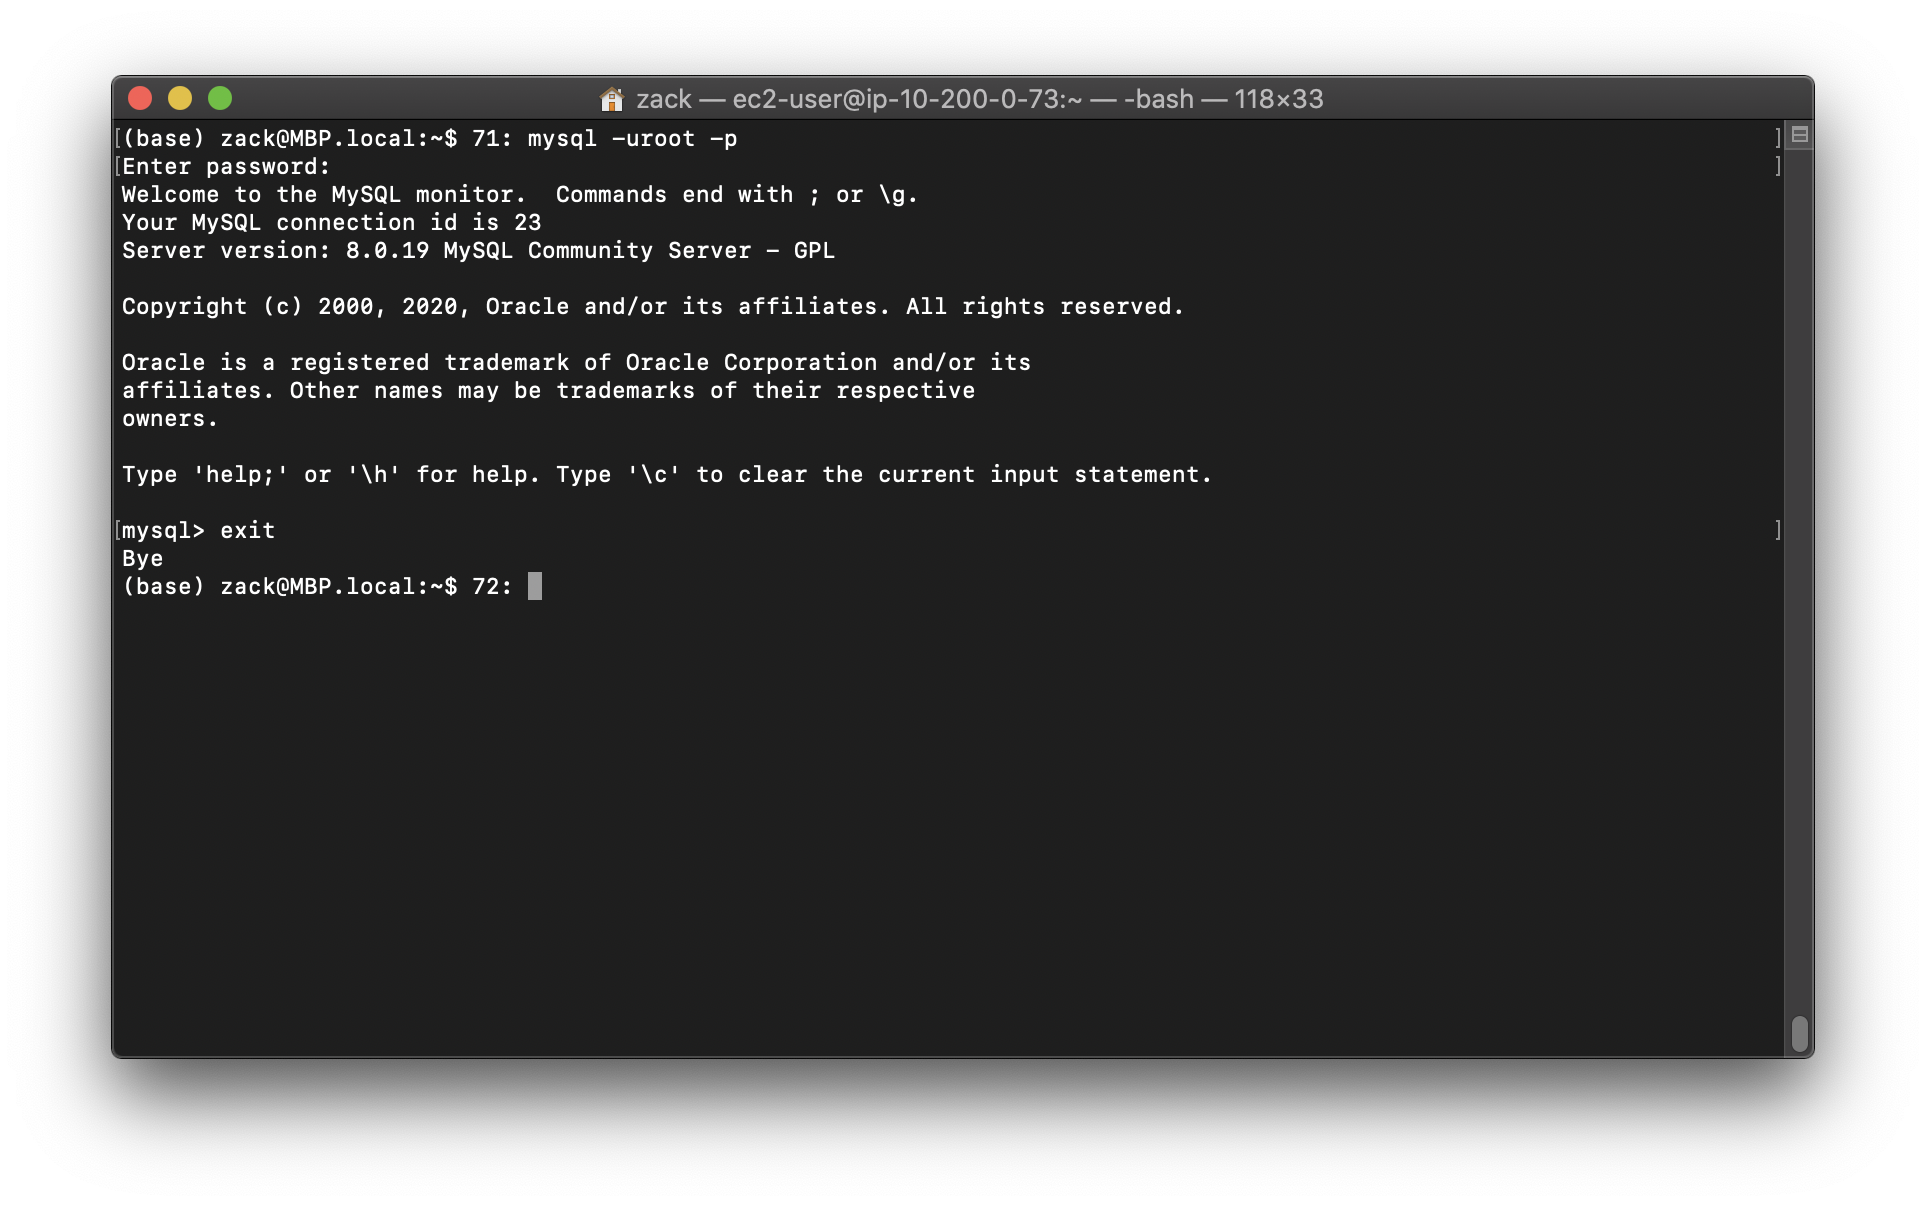 zack — ec2-user@ip-10-200-0-73:~ — -bash — 118×33
[(base) zack@MBP.local:~$ 71: mysql -uroot -p ]
[Enter password: ]
Welcome to the MySQL monitor.  Commands end with ; or \g.
Your MySQL connection id is 23
Server version: 8.0.19 MySQL Community Server - GPL

Copyright (c) 2000, 2020, Oracle and/or its affiliates. All rights reserved.

Oracle is a registered trademark of Oracle Corporation and/or its
affiliates. Other names may be trademarks of their respective
owners.

Type 'help;' or '\h' for help. Type '\c' to clear the current input statement.

[mysql> exit ]
Bye
(base) zack@MBP.local:~$ 72: